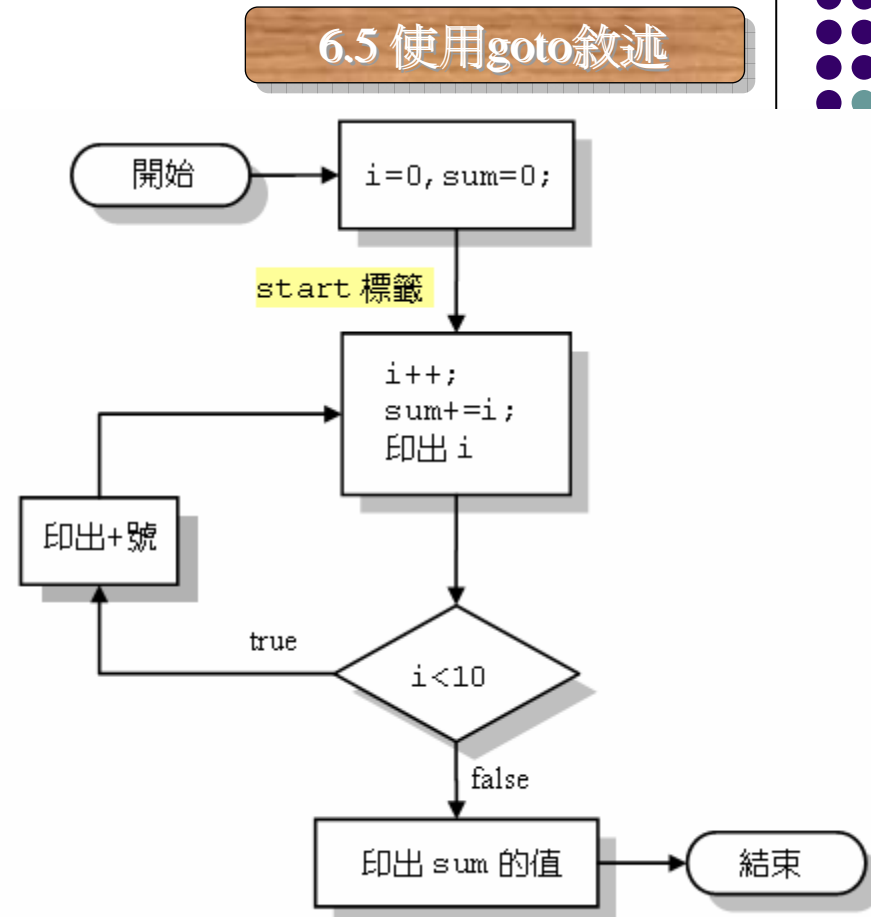 6.5 使用goto敘述
開始
i=0,sum=0;
start 標籤
i++;
sum+=i;
印出 i
印出+號
true
i<10
false
印出 sum 的值
結束